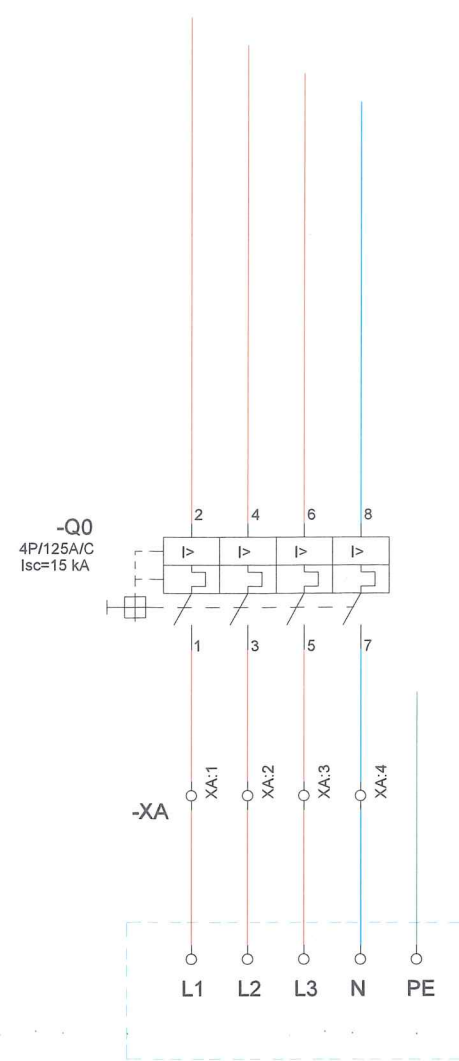 2 4 6 8
-Q0
4P/125A/C
Isc=15 kA
I> I> I> I>
1 3 5 7
XA:1 XA:2 XA:3 XA:4
-XA
L1 L2 L3 N PE